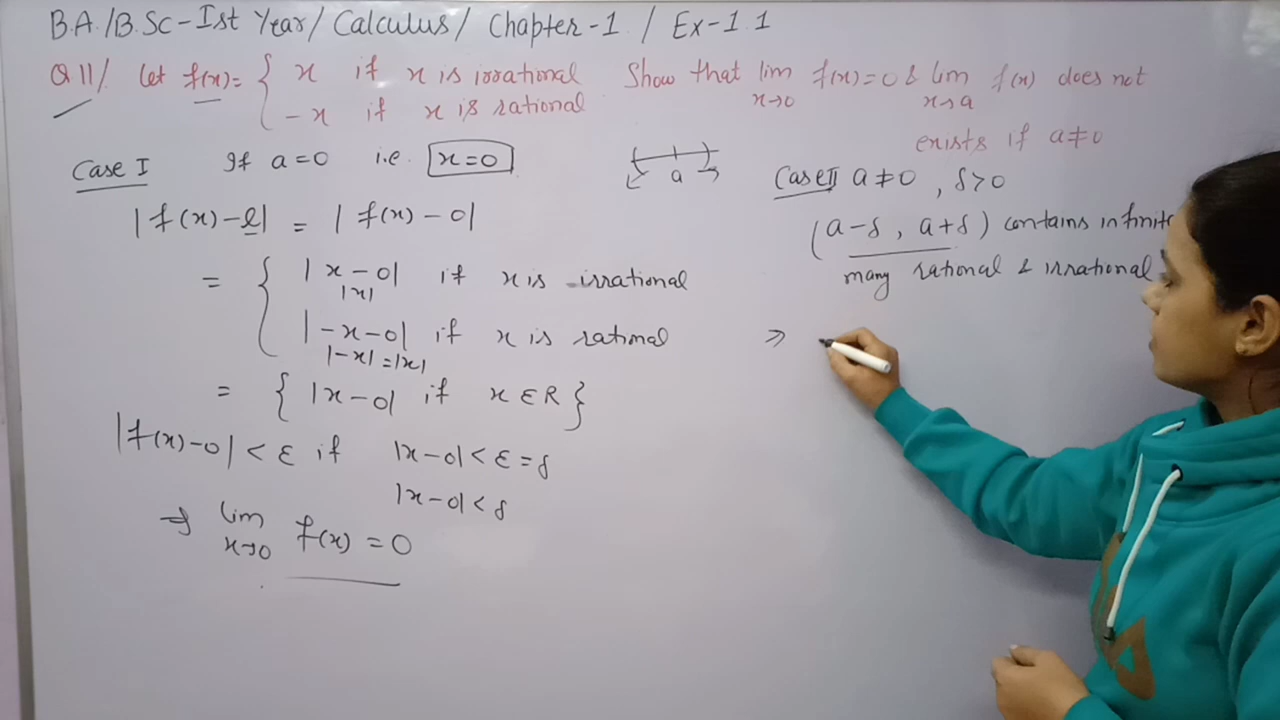 B.A./B.Sc-Ist Year/ Calculus/ Chapter-1 / Ex-1.1
Q11/ Let f(x)= { x if x is irrational
-x if x is rational
Show that lim x→0 f(x)=0 & lim x→a f(x) does not
exists if a≠0
Case I If a=0 i.e. x=0
|f(x)-l| = |f(x)-0|
= { |x-0| if x is irrational
|x|
|-x-0| if x is rational
|-x|=|x|
= { |x-0| if x ∈ R }
|f(x)-0| < ε if |x-0| < ε = δ
|x-0| < δ
⇒ lim x→0 f(x) = 0
a
Case II a≠0 , δ>0
(a-δ, a+δ) contains infinite
many rational & irrational
⇒